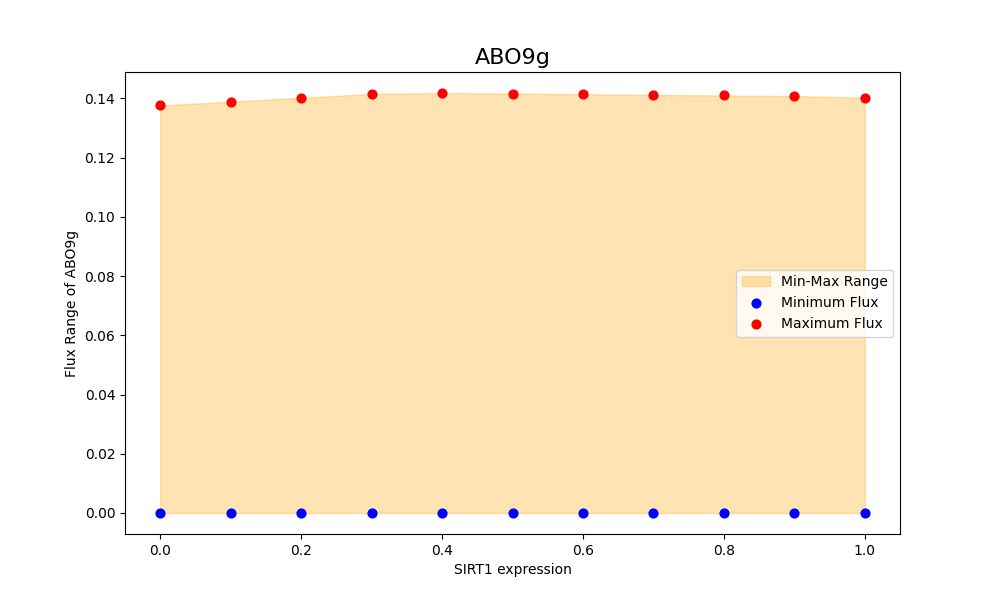 ABO9g
0.14
0.12
0.10
0.08
0.06
0.04
0.02
0.00
Flux Range of ABO9g
Min-Max Range
Minimum Flux
Maximum Flux
0.0 0.2 0.4 0.6 0.8 1.0
SIRT1 expression